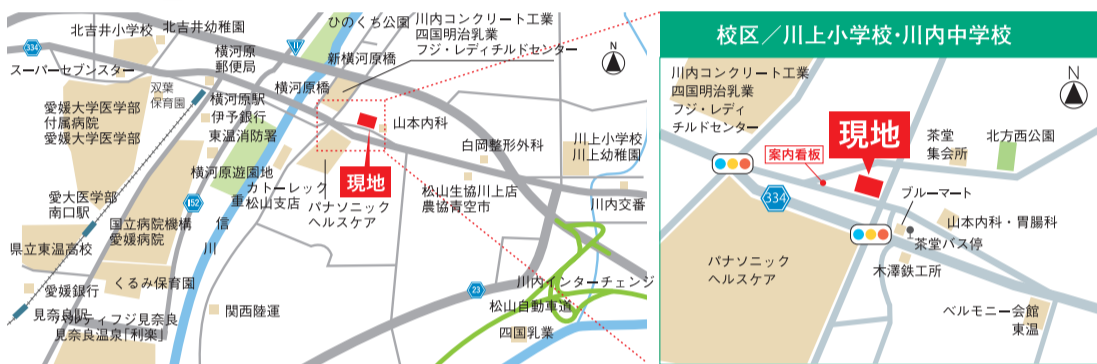 北吉井小学校
北吉井幼稚園
ひのくち公園
川内コンクリート工業
四国明治乳業
フジ・レディチルドセンター
334
11
スーパーセブンスター
横河原
郵便局
新横河原橋
N
双葉
保育園
横河原駅
伊予銀行
東温消防署
横河原橋
愛媛大学医学部
付属病院
愛媛大学医学部
山本内科
白岡整形外科
川上小学校
川上幼稚園
現地
横河原遊園地
カトーレック
松山支店
パナソニック
ヘルスケア
松山生協川上店
農協青空市
川内交番
愛大医学部
南口駅
152
国立病院機構
愛媛病院
重
信
川
県立東温高校
くるみ保育園
愛媛銀行
見奈良駅
パルティフジ見奈良
見奈良温泉「利楽」
関西陸運
23
川内インターチェンジ
松山自動車道
四国乳業
校区／川上小学校・川内中学校
川内コンクリート工業
四国明治乳業
フジ・レディ
チルドセンター
N
現地
案内看板
茶堂
集会所
北方西公園
334
ブルーマート
山本内科・胃腸科
茶堂バス停
木澤鉄工所
パナソニック
ヘルスケア
ベルモニー会館
東温